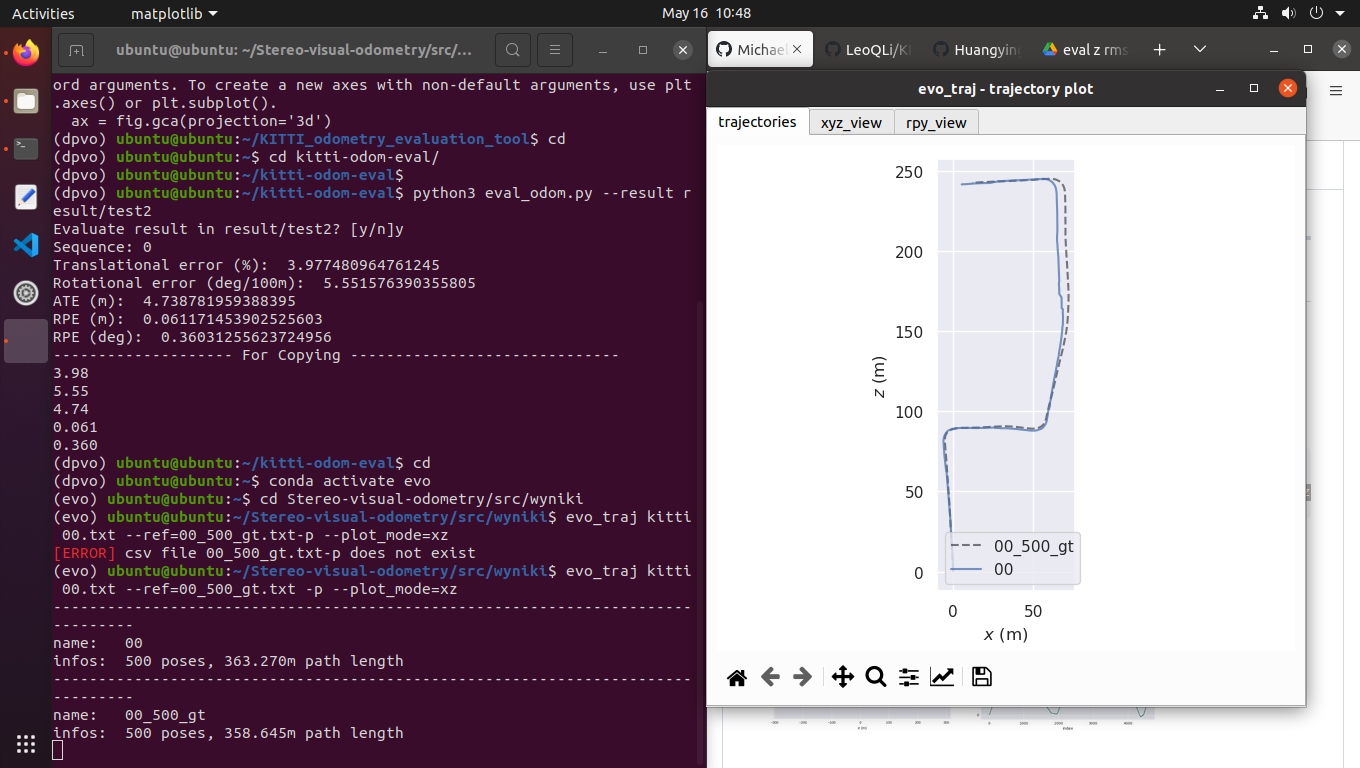 Activities
matplotlib
May 16 10:48
ubuntu@ubuntu: ~/Stereo-visual-odometry/src/...
ord arguments. To create a new axes with non-default arguments, use plt
.axes() or plt.subplot().
ax = fig.gca(projection='3d')
(dpvo) ubuntu@ubuntu:~/KITTI_odometry_evaluation_tool$ cd
(dpvo) ubuntu@ubuntu:~$ cd kitti-odom-eval/
(dpvo) ubuntu@ubuntu:~/kitti-odom-eval$
(dpvo) ubuntu@ubuntu:~/kitti-odom-eval$ python3 eval_odom.py --result r
esult/test2
Evaluate result in result/test2? [y/n]y
Sequence: 0
Translational error (%):  3.977480964761245
Rotational error (deg/100m):  5.551576390355805
ATE (m):  4.738781959388395
RPE (m):  0.061171453902525603
RPE (deg):  0.36031255623724956
-------------------- For Copying -----------------------------
3.98
5.55
4.74
0.061
0.360
(dpvo) ubuntu@ubuntu:~/kitti-odom-eval$ cd
(dpvo) ubuntu@ubuntu:~$ conda activate evo
(evo) ubuntu@ubuntu:~$ cd Stereo-visual-odometry/src/wyniki
(evo) ubuntu@ubuntu:~/Stereo-visual-odometry/src/wyniki$ evo_traj kitti
00.txt --ref=00_500_gt.txt-p --plot_mode=xz
[ERROR] csv file 00_500_gt.txt-p does not exist
(evo) ubuntu@ubuntu:~/Stereo-visual-odometry/src/wyniki$ evo_traj kitti
00.txt --ref=00_500_gt.txt -p --plot_mode=xz
-----------------------------------------------------------------------
---------
name:   00
infos:  500 poses, 363.270m path length
-----------------------------------------------------------------------
---------
name:   00_500_gt
infos:  500 poses, 358.645m path length
Michael
LeoQLi/KI
Huangying
eval z rms
evo_traj - trajectory plot
trajectories
xyz_view
rpy_view
250
200
150
100
50
0
z (m)
00_500_gt
00
0
50
x (m)